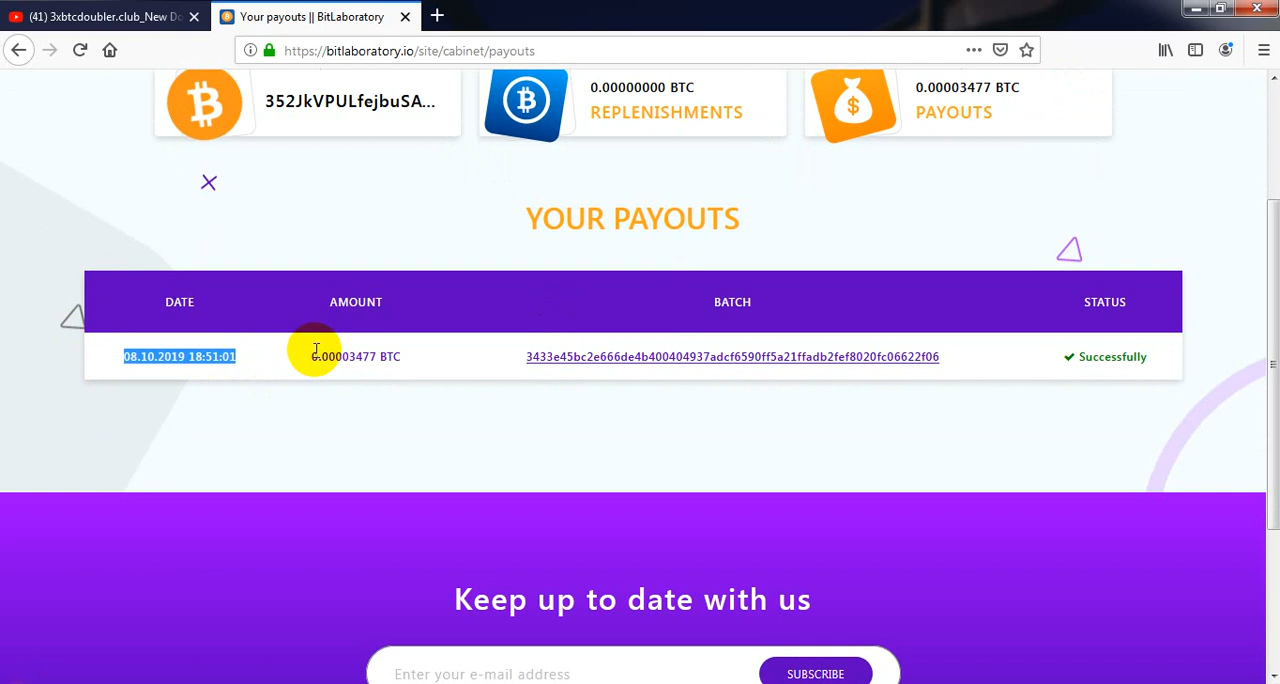 (41) 3xbtcdoubler.club_New Do
Your payouts || BitLaboratory
https://bitlaboratory.io/site/cabinet/payouts
352JkVPULfejbuSA...
0.00000000 BTC
REPLENISHMENTS
0.00003477 BTC
PAYOUTS
YOUR PAYOUTS
DATE AMOUNT BATCH STATUS
08.10.2019 18:51:01 0.00003477 BTC 3433e45bc2e666de4b400404937adcf6590ff5a21ffadb2fef8020fc06622f06 Successfully
Keep up to date with us
Enter your e-mail address
SUBSCRIBE